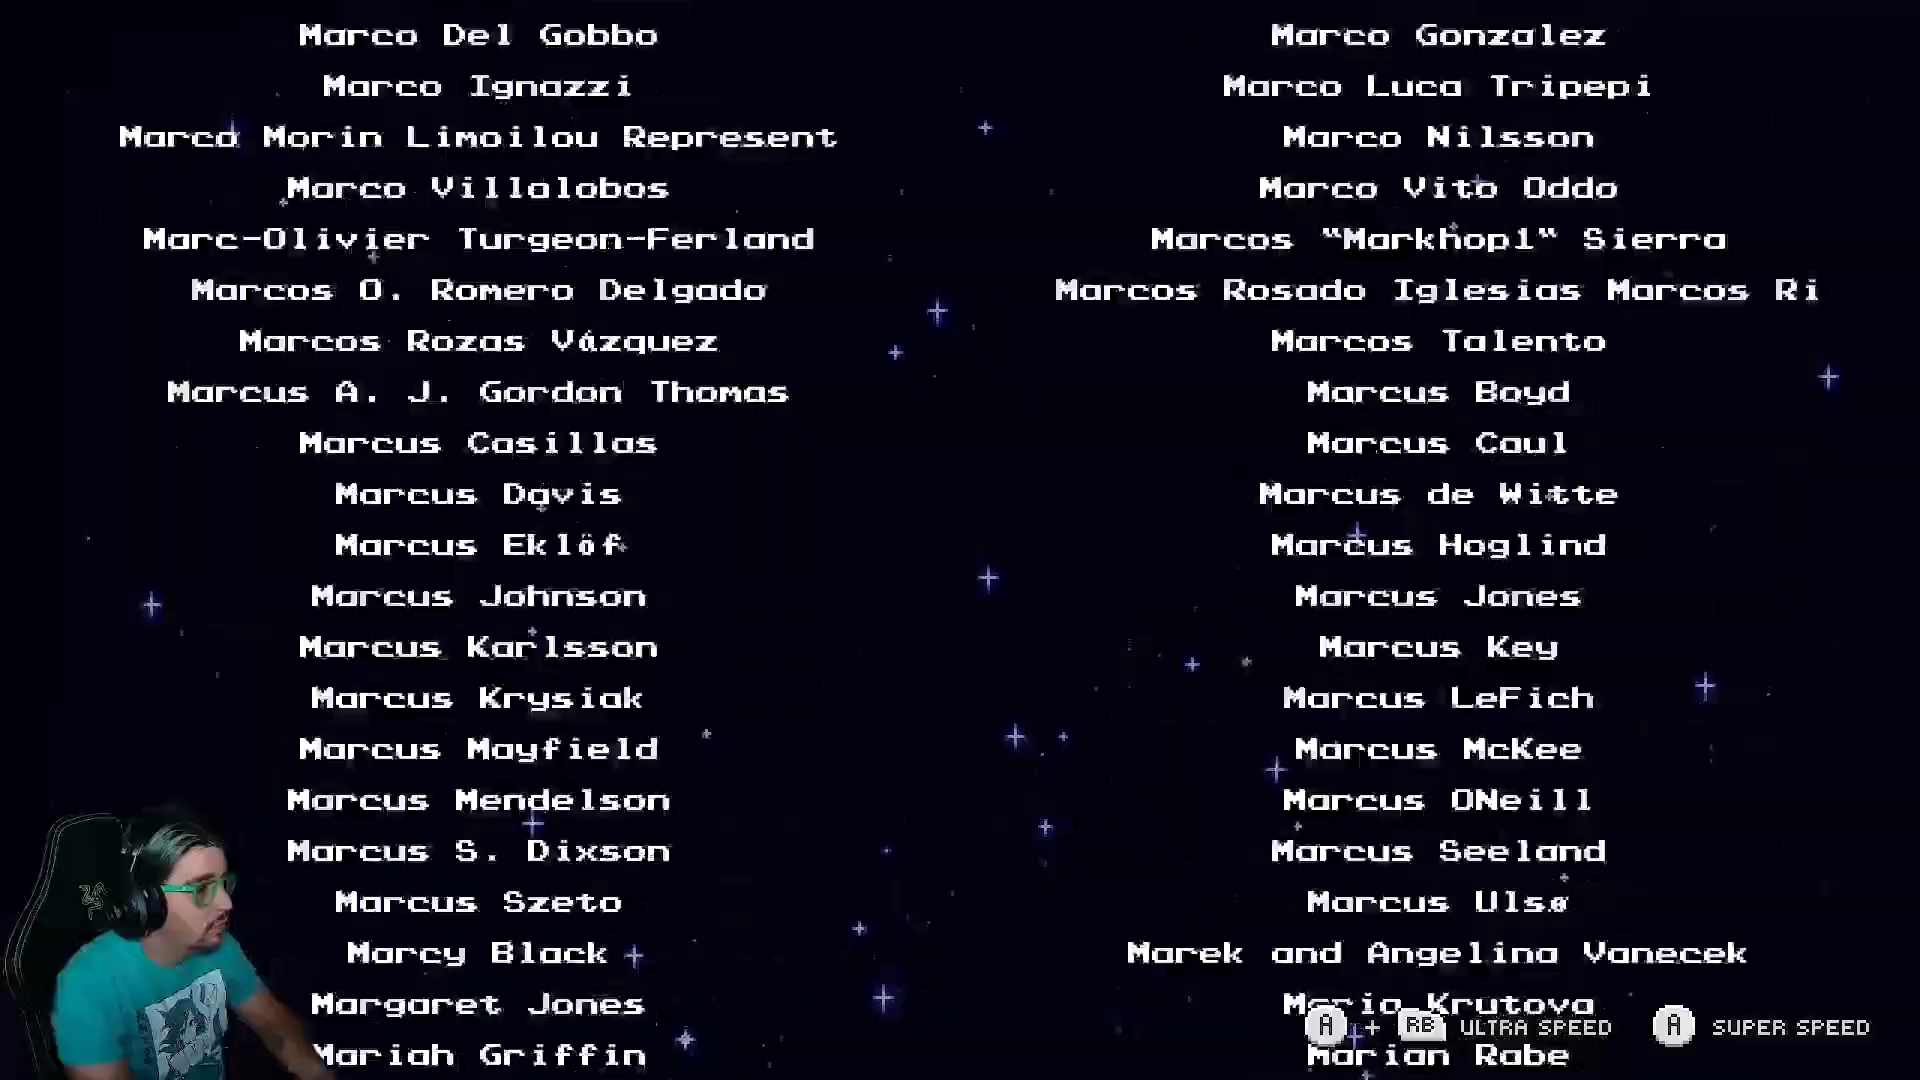 Marco Del Gobbo
Marco Gonzalez
Marco Ignazzi
Marco Luca Tripepi
Marco Morin Limoilou Represent
Marco Nilsson
Marco Villalobos
Marco Vito Oddo
Marc-Olivier Turgeon-Ferland
Marcos "Markhop1" Sierra
Marcos O. Romero Delgado
Marcos Rosado Iglesias Marcos Ri
Marcos Rozas Vázquez
Marcos Talento
Marcus A. J. Gordon Thomas
Marcus Boyd
Marcus Casillas
Marcus Caul
Marcus Davis
Marcus de Witte
Marcus Eklöf
Marcus Hoglind
Marcus Johnson
Marcus Jones
Marcus Karlsson
Marcus Key
Marcus Krysiak
Marcus LeFich
Marcus Mayfield
Marcus McKee
Marcus Mendelson
Marcus ONeill
Marcus S. Dixson
Marcus Seeland
Marcus Szeto
Marcus Ulsø
Marcy Black
Marek and Angelina Vanecek
Margaret Jones
Maria Krutova
A + RB ULTRA SPEED A SUPER SPEED
Mariah Griffin
Marian Rabe